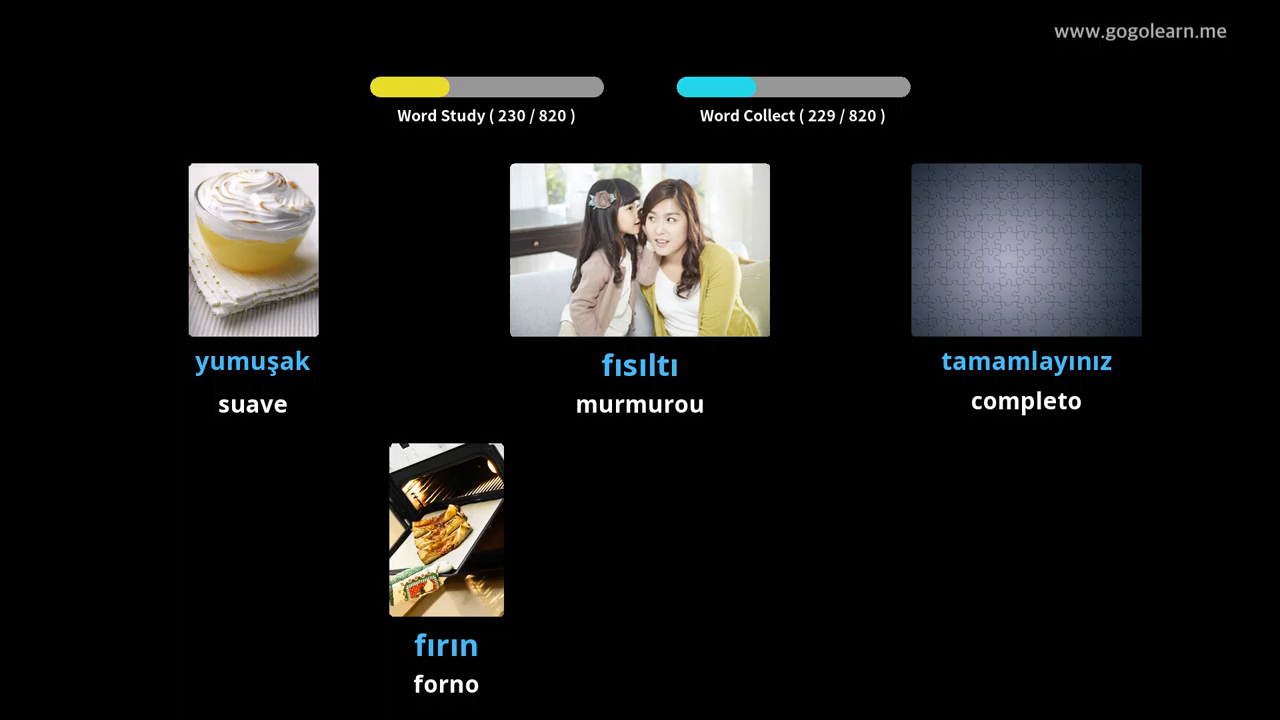 www.gogolearn.me
Word Study ( 230 / 820 )
Word Collect ( 229 / 820 )
yumuşak
suave
fısıltı
murmurou
tamamlayınız
completo
fırın
forno